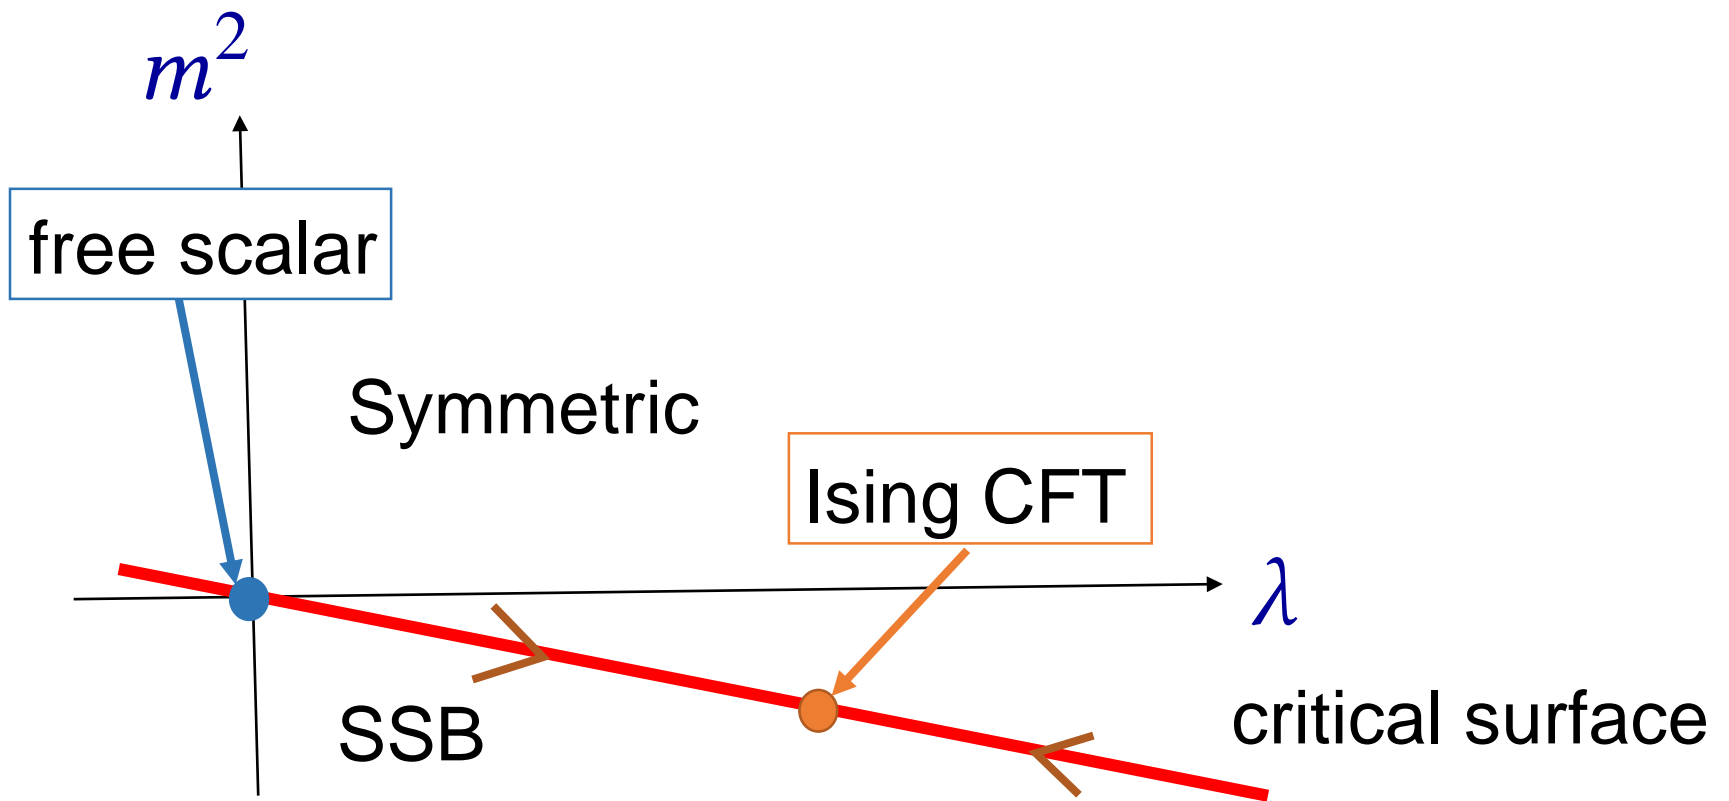 m²
free scalar
Symmetric
Ising CFT
λ
SSB
critical surface